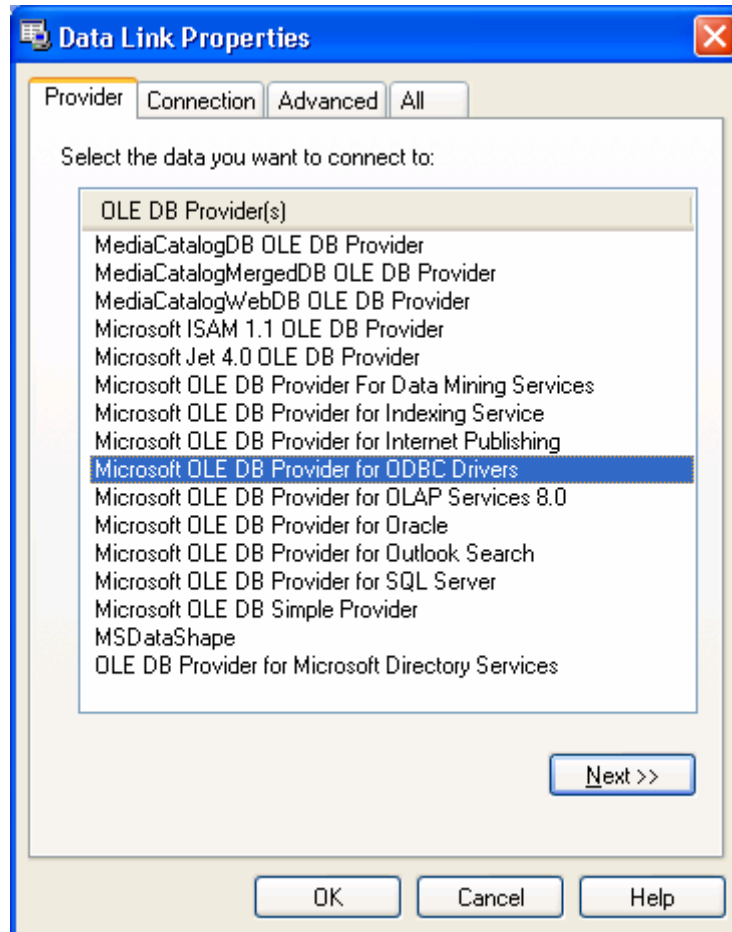 Data Link Properties
Provider Connection Advanced All
Select the data you want to connect to:
OLE DB Provider(s)
MediaCatalogDB OLE DB Provider
MediaCatalogMergedDB OLE DB Provider
MediaCatalogWebDB OLE DB Provider
Microsoft ISAM 1.1 OLE DB Provider
Microsoft Jet 4.0 OLE DB Provider
Microsoft OLE DB Provider For Data Mining Services
Microsoft OLE DB Provider for Indexing Service
Microsoft OLE DB Provider for Internet Publishing
Microsoft OLE DB Provider for ODBC Drivers
Microsoft OLE DB Provider for OLAP Services 8.0
Microsoft OLE DB Provider for Oracle
Microsoft OLE DB Provider for Outlook Search
Microsoft OLE DB Provider for SQL Server
Microsoft OLE DB Simple Provider
MSDataShape
OLE DB Provider for Microsoft Directory Services
Next >>
OK Cancel Help